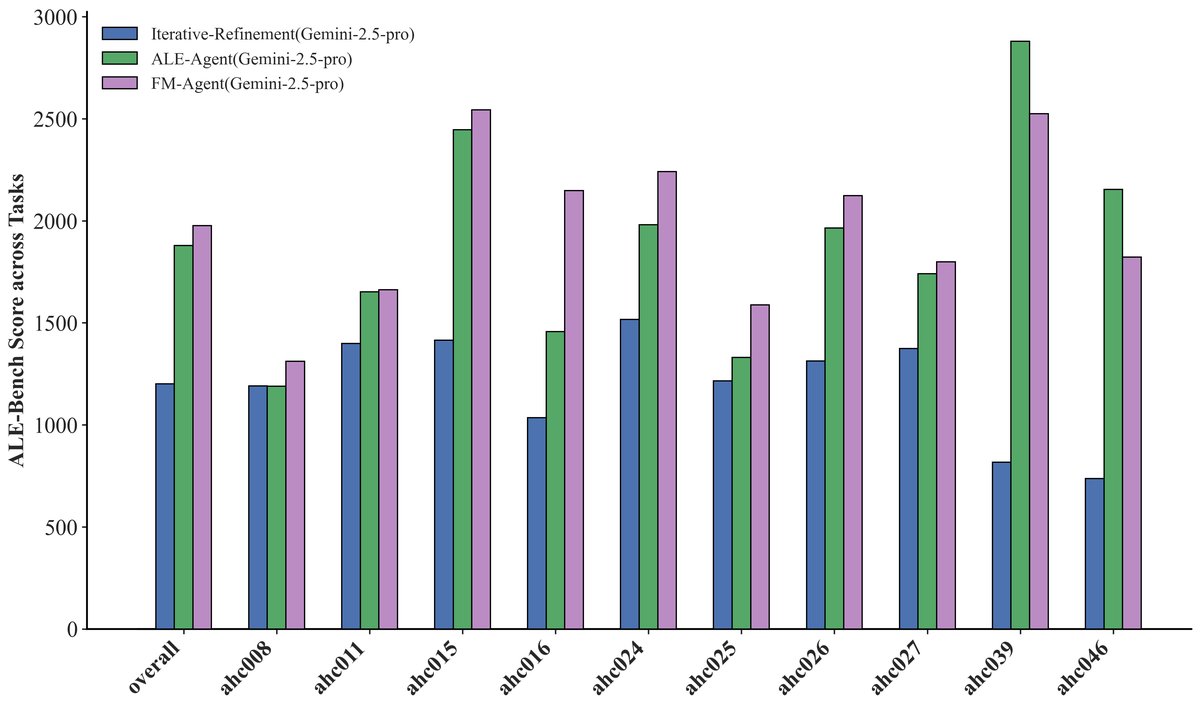 3000
2500
2000
1500
1000
500
0
ALE-Bench Score across Tasks
Iterative-Refinement(Gemini-2.5-pro)
ALE-Agent(Gemini-2.5-pro)
FM-Agent(Gemini-2.5-pro)
overall
ahc008
ahc011
ahc015
ahc016
ahc024
ahc025
ahc026
ahc027
ahc039
ahc046